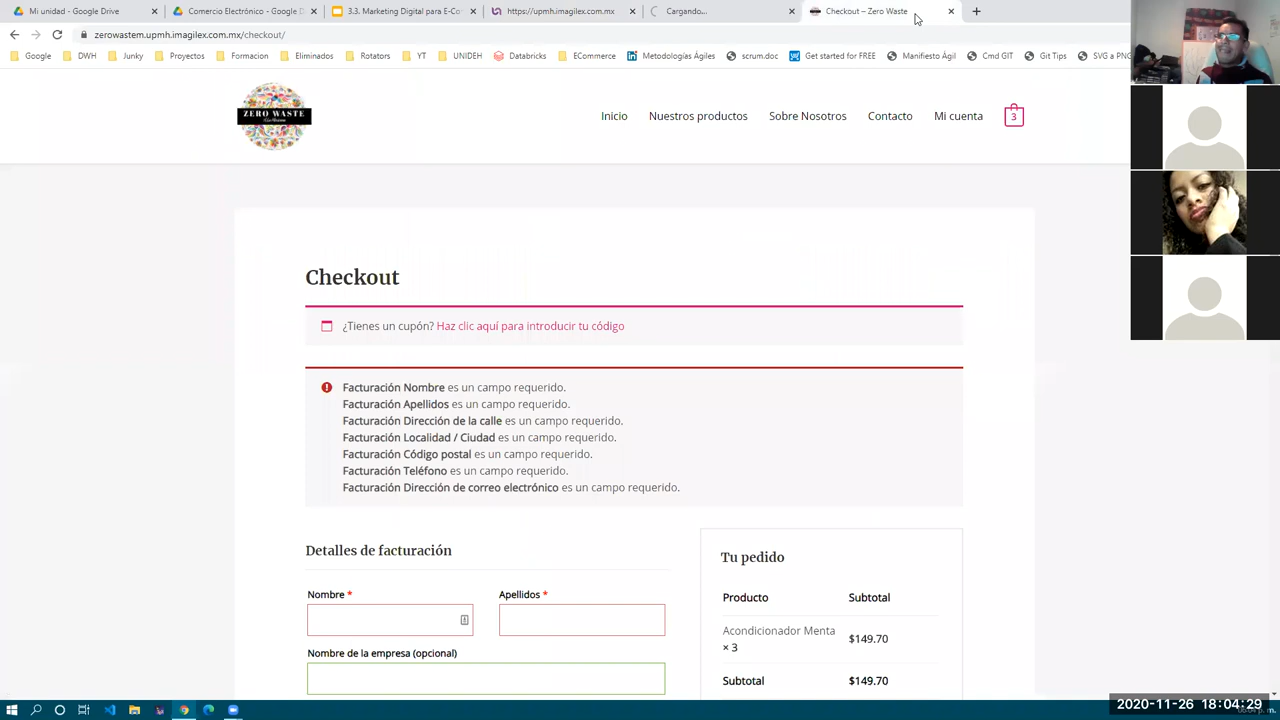 Mi unidad - Google Drive
Comercio Electrónico - Google D
3.3. Marketing Digital para E-Co
https://upmh.imagilex.com.mx
Cargando...
Checkout – Zero Waste
zerowastem.upmh.imagilex.com.mx/checkout/
Google
DWH
Junky
Proyectos
Formacion
Eliminados
Rotators
YT
UNIDEH
Databricks
ECommerce
Metodologías Ágiles
scrum.doc
Get started for FREE
Manifiesto Ágil
Cmd GIT
Git Tips
SVG a PNG
ZERO WASTE
Inicio
Nuestros productos
Sobre Nosotros
Contacto
Mi cuenta
3
Checkout
¿Tienes un cupón? Haz clic aquí para introducir tu código
Facturación Nombre es un campo requerido.
Facturación Apellidos es un campo requerido.
Facturación Dirección de la calle es un campo requerido.
Facturación Localidad / Ciudad es un campo requerido.
Facturación Código postal es un campo requerido.
Facturación Teléfono es un campo requerido.
Facturación Dirección de correo electrónico es un campo requerido.
Detalles de facturación
Nombre *
Apellidos *
Nombre de la empresa (opcional)
Tu pedido
Producto Subtotal
Acondicionador Menta
× 3
$149.70
Subtotal $149.70
2020-11-26 18:04:29